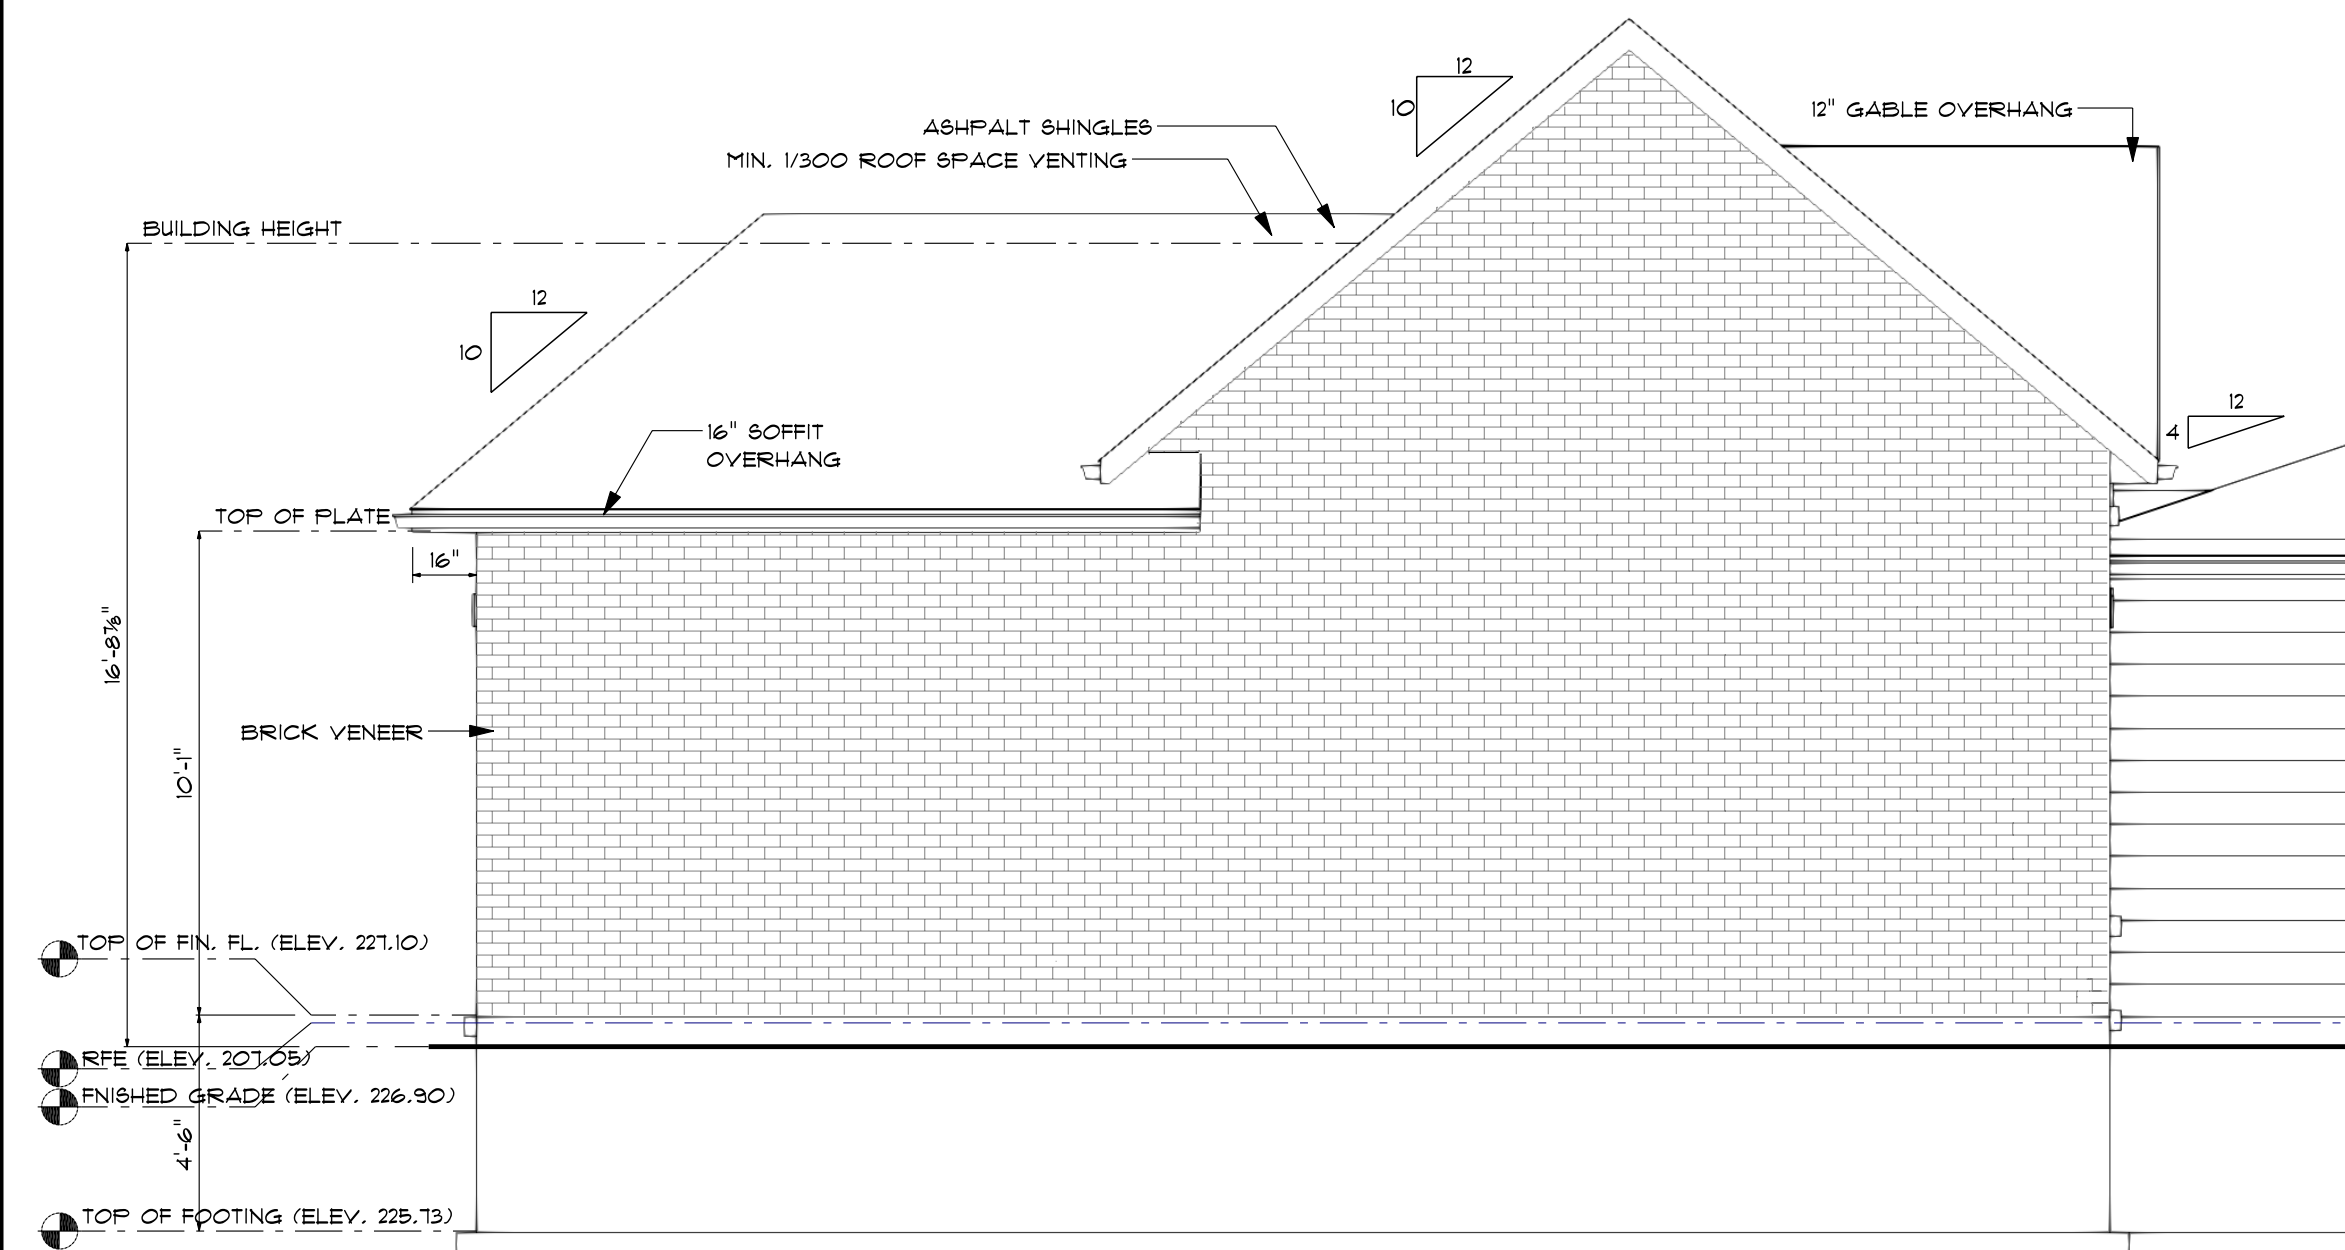 12
12" GABLE OVERHANG
10
ASHPALT SHINGLES
MIN. 1/300 ROOF SPACE VENTING
BUILDING HEIGHT
12
10
12
4
16" SOFFIT
OVERHANG
TOP OF PLATE
16"
16'-8⅞"
BRICK VENEER
10'-1"
TOP OF FIN. FL. (ELEV. 227.10)
RFE (ELEV. 207.05)
FNISHED GRADE (ELEV. 226.90)
4'-6"
TOP OF FOOTING (ELEV. 225.73)